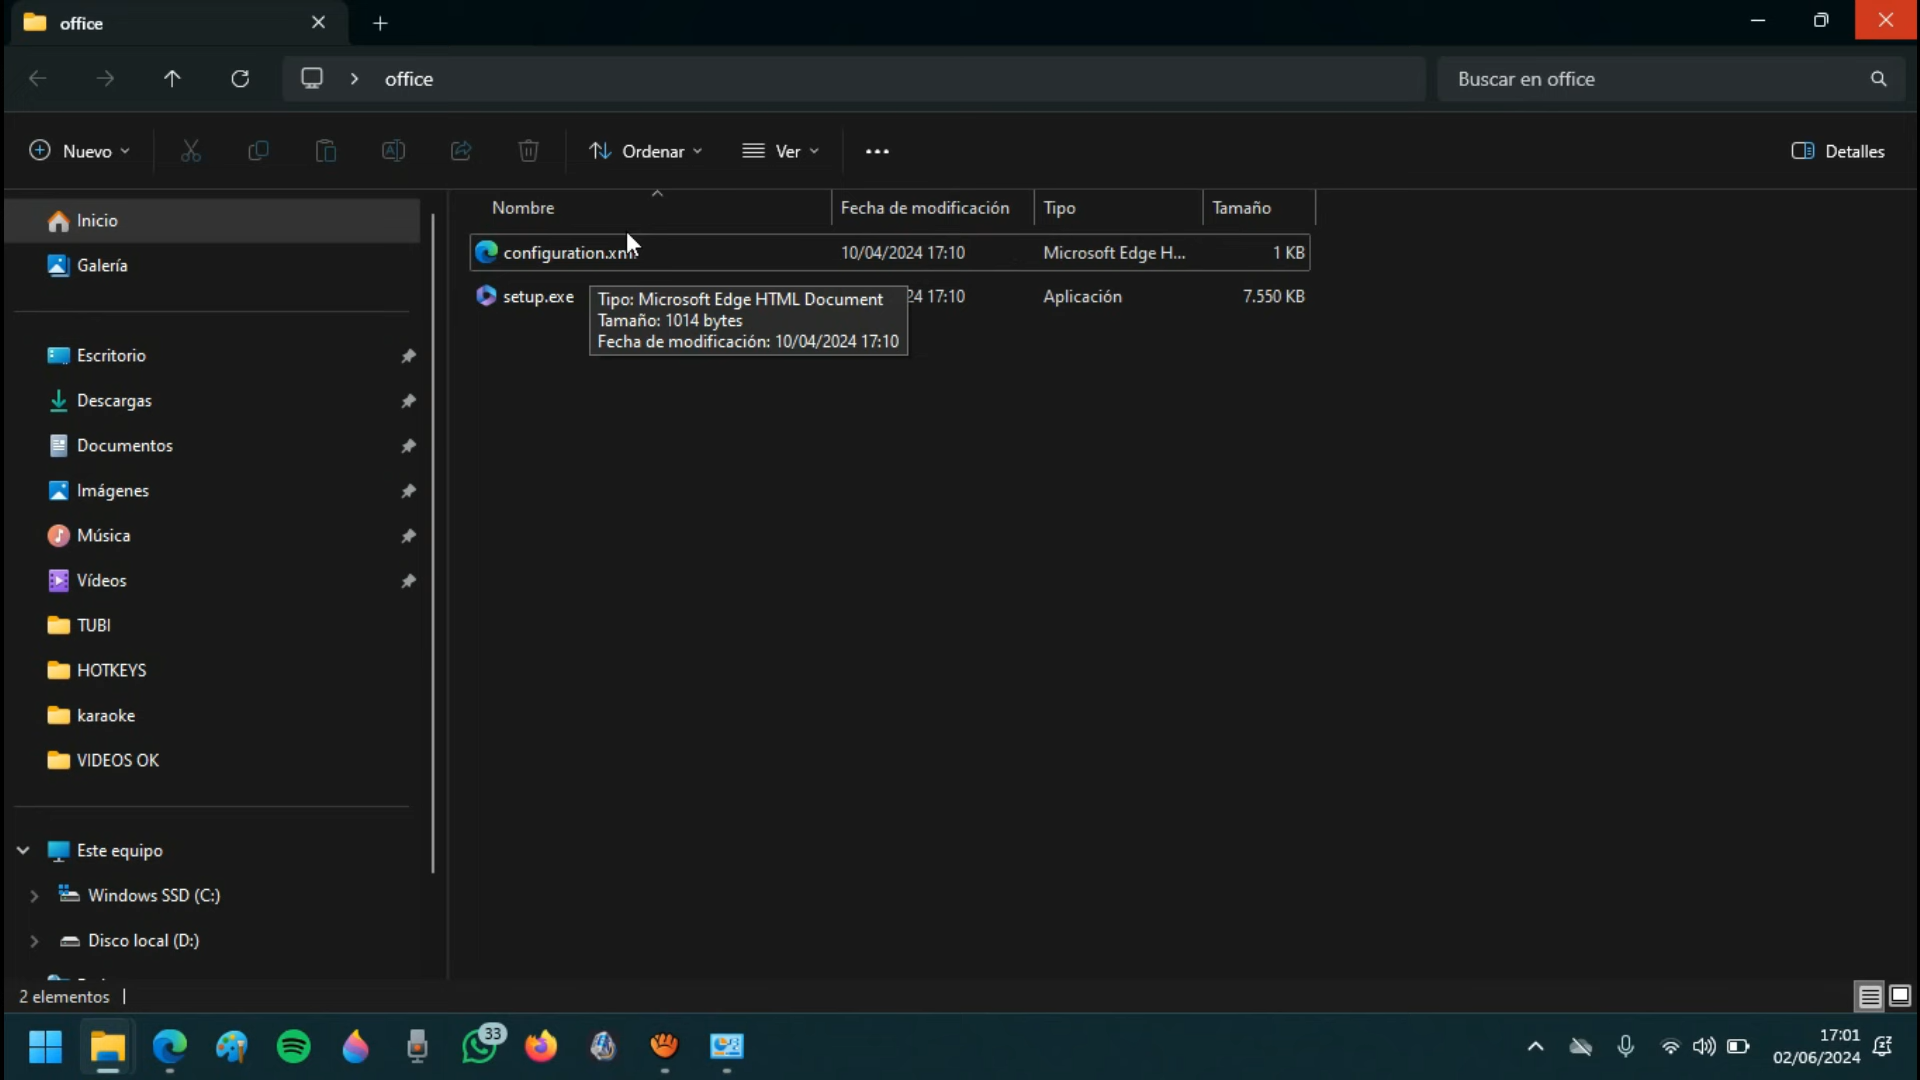 office
office
Buscar en office
Nuevo
Ordenar
Ver
Detalles
Nombre
Fecha de modificación
Tipo
Tamaño
Inicio
Galería
Escritorio
Descargas
Documentos
Imágenes
Música
Vídeos
TUBI
HOTKEYS
karaoke
VIDEOS OK
Este equipo
Windows SSD (C:)
Disco local (D:)
configuration.xml 10/04/2024 17:10 Microsoft Edge H... 1 KB
setup.exe 24 17:10 Aplicación 7.550 KB
Tipo: Microsoft Edge HTML Document
Tamaño: 1014 bytes
Fecha de modificación: 10/04/2024 17:10
2 elementos
33
17:01
02/06/2024